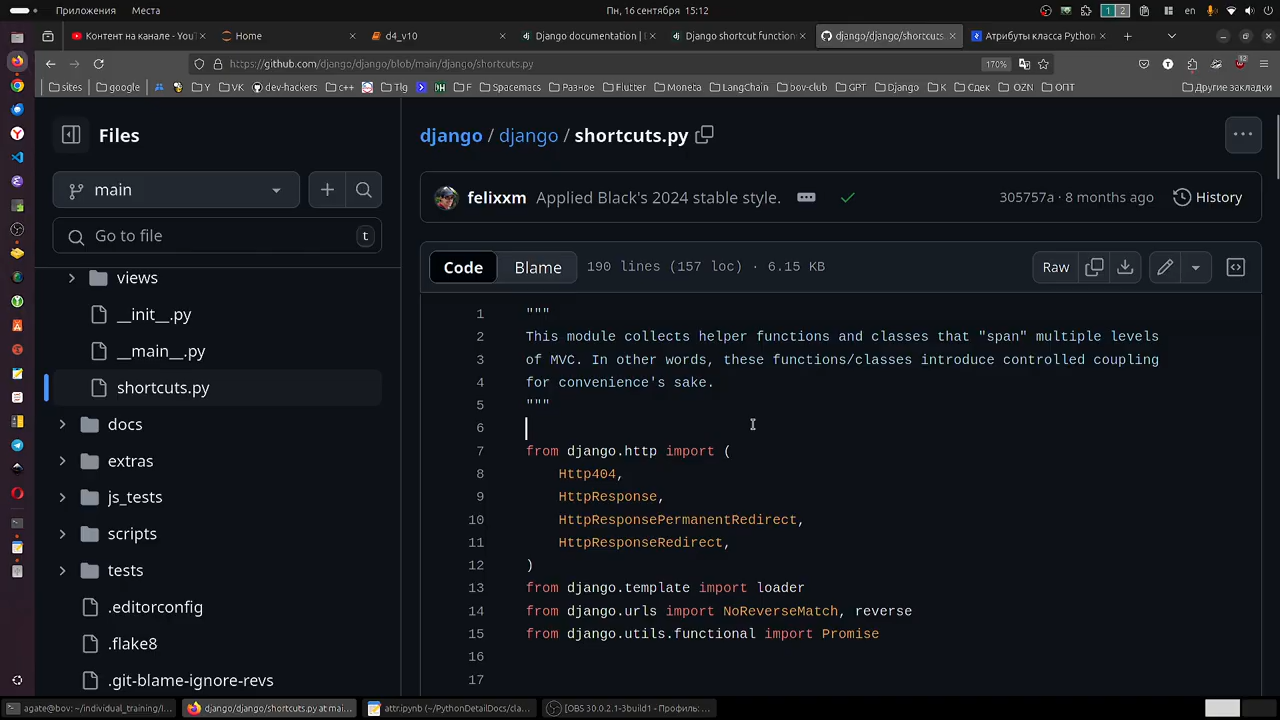 Приложения Места Пн, 16 сентября 15:12 1 2 en
Контент на канале - YouT Home d4_v10 Django documentation | Django shortcut function django/django/shortcuts. Атрибуты класса Python
https://github.com/django/django/blob/main/django/shortcuts.py 170%
sites google Y VK dev-hackers c++ Tlg F Spacemacs Разное Flutter Moneta LangChain bov-club GPT Django K Сдек OZN ОПТ Другие закладки
Files
main
Go to file t
views
__init__.py
__main__.py
shortcuts.py
docs
extras
js_tests
scripts
tests
.editorconfig
.flake8
.git-blame-ignore-revs
django / django / shortcuts.py
felixxm Applied Black's 2024 stable style. 305757a · 8 months ago History
Code Blame 190 lines (157 loc) · 6.15 KB Raw
1 """
2 This module collects helper functions and classes that "span" multiple levels
3 of MVC. In other words, these functions/classes introduce controlled coupling
4 for convenience's sake.
5 """
6
7 from django.http import (
8 Http404,
9 HttpResponse,
10 HttpResponsePermanentRedirect,
11 HttpResponseRedirect,
12 )
13 from django.template import loader
14 from django.urls import NoReverseMatch, reverse
15 from django.utils.functional import Promise
16
17
agate@bov: ~/individual_training/l... django/django/shortcuts.py at mai... attr.ipynb (~/PythonDetailDocs/cla... [OBS 30.0.2.1-3build1 - Профиль: ...